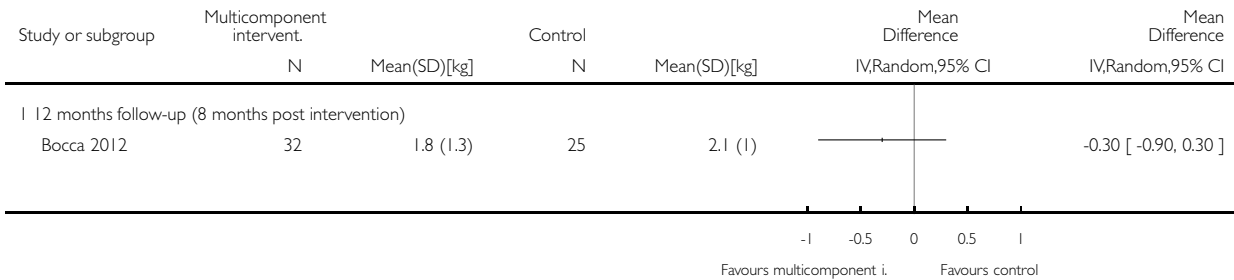 Study or subgroup Multicomponent intervent. Control Mean Difference Mean Difference
N Mean(SD)[kg] N Mean(SD)[kg] IV,Random,95% CI IV,Random,95% CI
1 12 months follow-up (8 months post intervention)
Bocca 2012 32 1.8 (1.3) 25 2.1 (1) -0.30 [ -0.90, 0.30 ]
-1 -0.5 0 0.5 1
Favours multicomponent i. Favours control